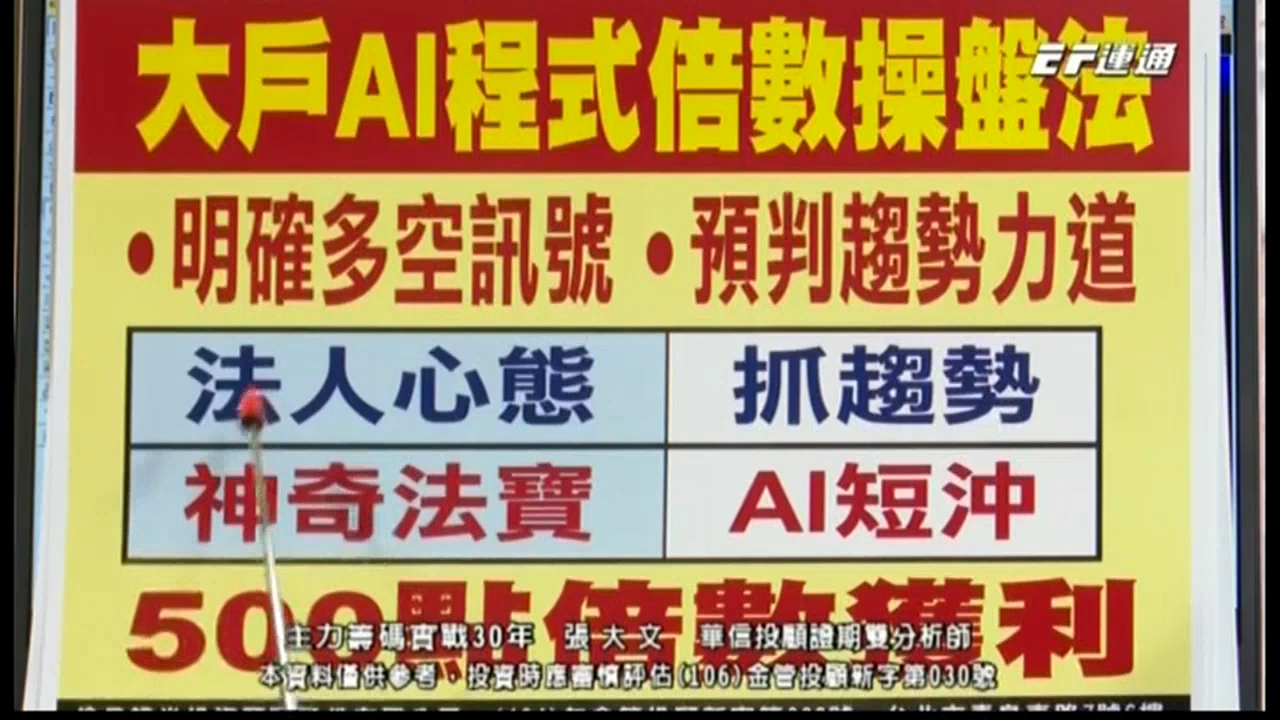 大戶AI程式倍數操盤法
EF運通
•明確多空訊號 •預判趨勢力道
法人心態 抓趨勢
神奇法寶 AI短沖
500點倍數獲利
主力籌碼實戰30年 張大文 華信投顧證期雙分析師
本資料僅供參考，投資時應審慎評估(106)金管投顧新字第030號